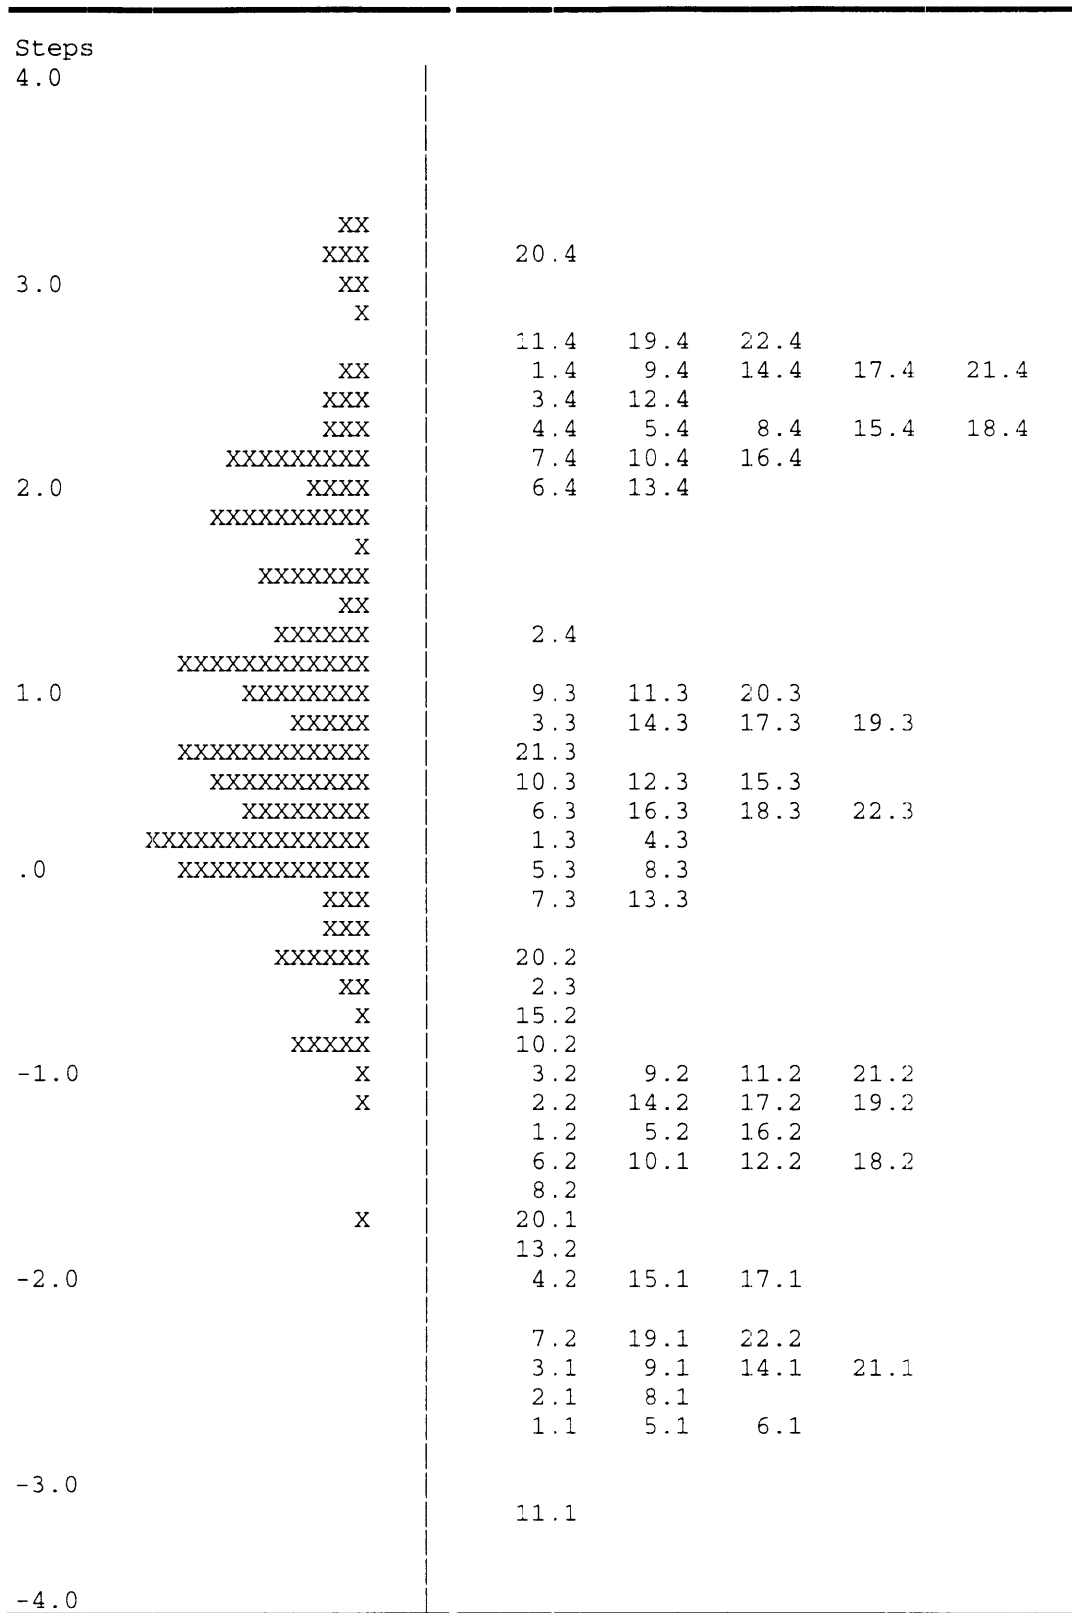 Steps
4.0
XX
XXX 20.4
3.0 XX
X
11.4 19.4 22.4
XX 1.4 9.4 14.4 17.4 21.4
XXX 3.4 12.4
XXX 4.4 5.4 8.4 15.4 18.4
XXXXXXXXX 7.4 10.4 16.4
2.0 XXXX 6.4 13.4
XXXXXXXXXX
X
XXXXXXX
XX
XXXXXX 2.4
XXXXXXXXXXXX
1.0 XXXXXXXX 9.3 11.3 20.3
XXXXX 3.3 14.3 17.3 19.3
XXXXXXXXXXXX 21.3
XXXXXXXXXX 10.3 12.3 15.3
XXXXXXXX 6.3 16.3 18.3 22.3
XXXXXXXXXXXXXX 1.3 4.3
.0 XXXXXXXXXXXX 5.3 8.3
XXX 7.3 13.3
XXX
XXXXXX 20.2
XX 2.3
X 15.2
XXXXX 10.2
-1.0 X 3.2 9.2 11.2 21.2
X 2.2 14.2 17.2 19.2
1.2 5.2 16.2
6.2 10.1 12.2 18.2
8.2
X 20.1
13.2
-2.0 4.2 15.1 17.1
7.2 19.1 22.2
3.1 9.1 14.1 21.1
2.1 8.1
1.1 5.1 6.1
-3.0
11.1
-4.0